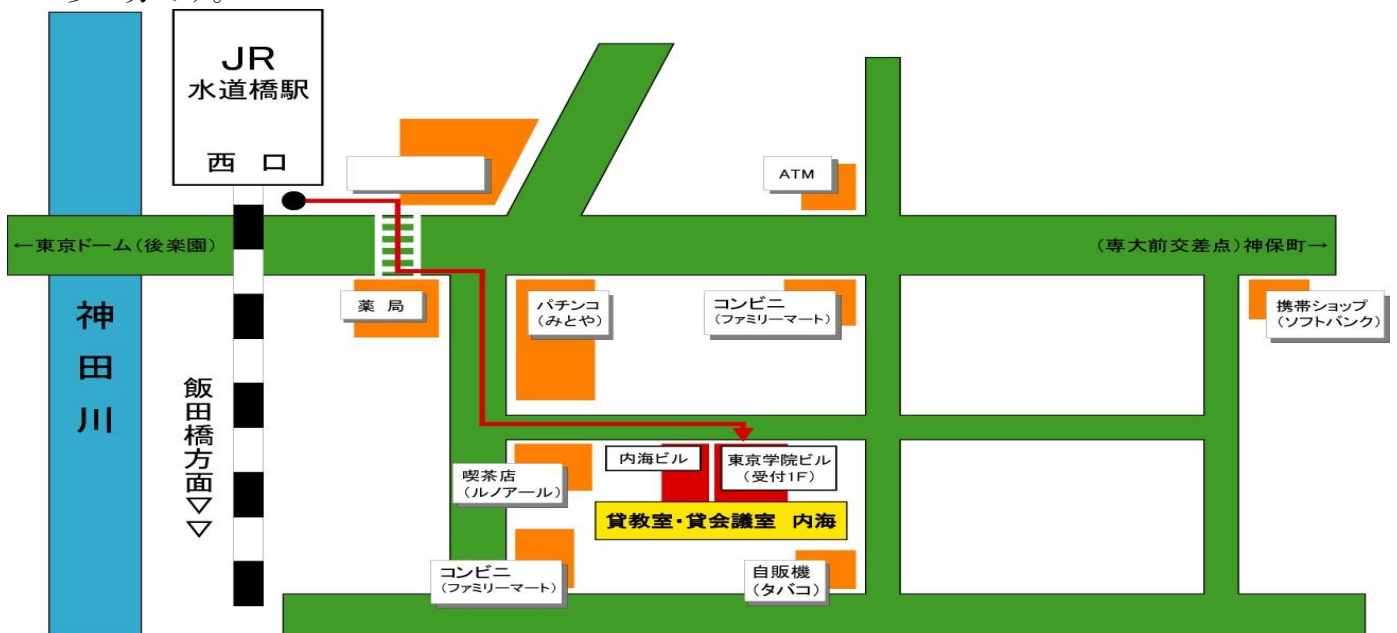 JR
水道橋駅
西 口
ATM
←東京ドーム(後楽園)
(専大前交差点)神保町→
薬 局
パチンコ
(みとや)
コンビニ
(ファミリーマート)
携帯ショップ
(ソフトバンク)
神田川
飯田橋方面▽▽
喫茶店
(ルノアール)
内海ビル
東京学院ビル
(受付1F)
貸教室・貸会議室 内海
コンビニ
(ファミリーマート)
自販機
(タバコ)